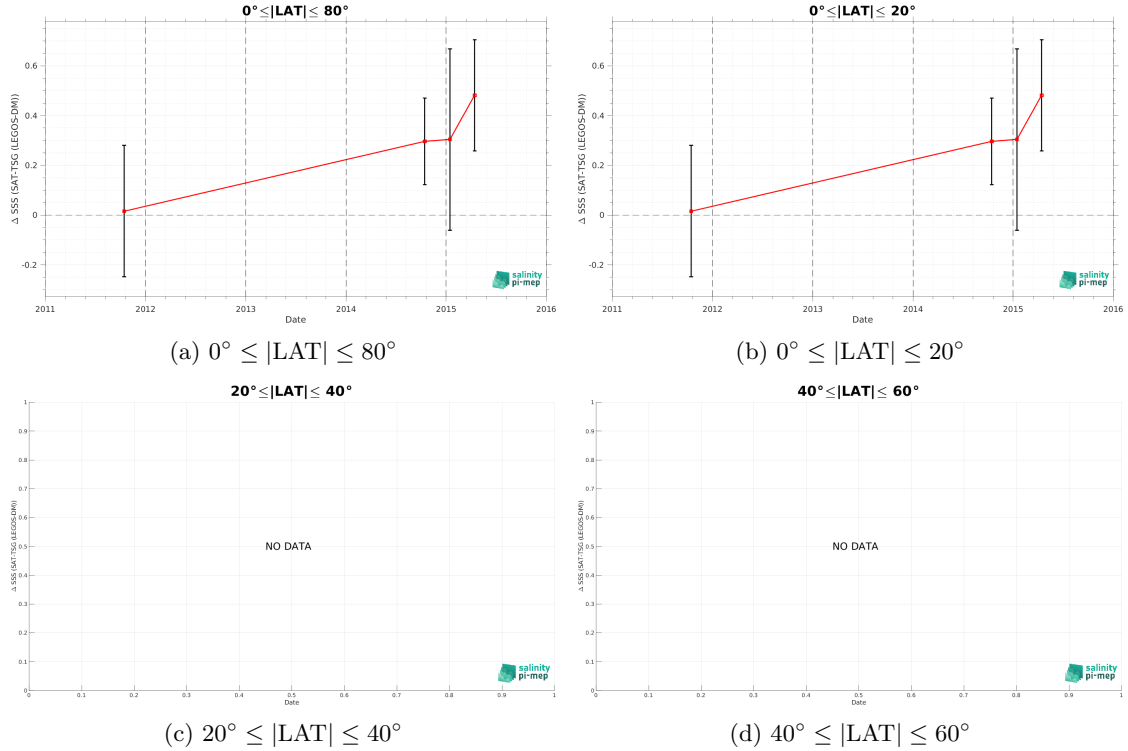 0°≤|LAT|≤ 80°
Δ SSS (SAT-TSG (LEGOS-DM))
0.6
0.4
0.2
0
-0.2
2011 2012 2013 2014 2015 2016
Date
salinity
pi-mep
(a) 0° ≤ |LAT| ≤ 80°
0°≤|LAT|≤ 20°
Δ SSS (SAT-TSG (LEGOS-DM))
0.6
0.4
0.2
0
-0.2
2011 2012 2013 2014 2015 2016
Date
salinity
pi-mep
(b) 0° ≤ |LAT| ≤ 20°
20°≤|LAT|≤ 40°
Δ SSS (SAT-TSG (LEGOS-DM))
1
0.9
0.8
0.7
0.6
0.5
0.4
0.3
0.2
0.1
0
NO DATA
0 0.1 0.2 0.3 0.4 0.5 0.6 0.7 0.8 0.9 1
Date
salinity
pi-mep
(c) 20° ≤ |LAT| ≤ 40°
40°≤|LAT|≤ 60°
Δ SSS (SAT-TSG (LEGOS-DM))
1
0.9
0.8
0.7
0.6
0.5
0.4
0.3
0.2
0.1
0
NO DATA
0 0.1 0.2 0.3 0.4 0.5 0.6 0.7 0.8 0.9 1
Date
salinity
pi-mep
(d) 40° ≤ |LAT| ≤ 60°